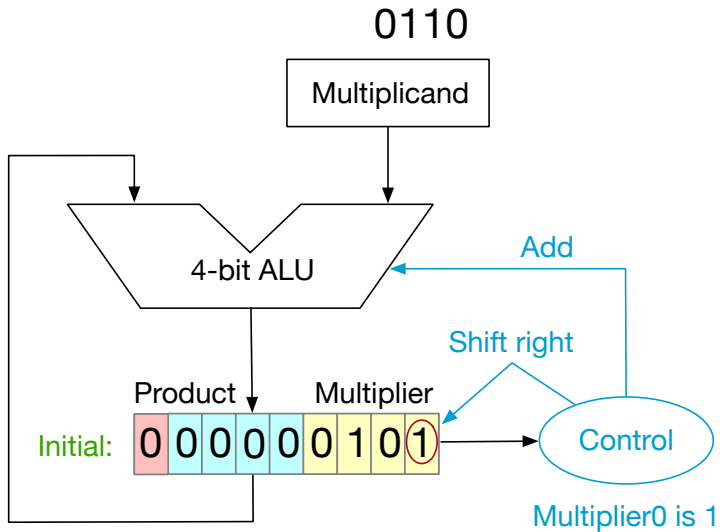 0110
Multiplicand
4-bit ALU
Add
Shift right
Product
Multiplier
Initial:
0 0 0 0 0 0 1 0 1
Control
Multiplier0 is 1